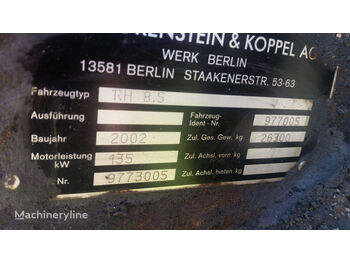 KENSTEIN & KOPPEL AG
WERK BERLIN
13581 BERLIN STAAKENERSTR. 53-63
Fahrzeugtyp RH 8.5
Ausführung Fahrzeug-Ident - Nr. 977005
Baujahr 2002 Zul. Ges. Gew. kg 26300
Motorleistung kW 135 Zul. Achsl. vorn kg
Nr. 9773005 Zul. Achsl. hinten kg
Machineryline